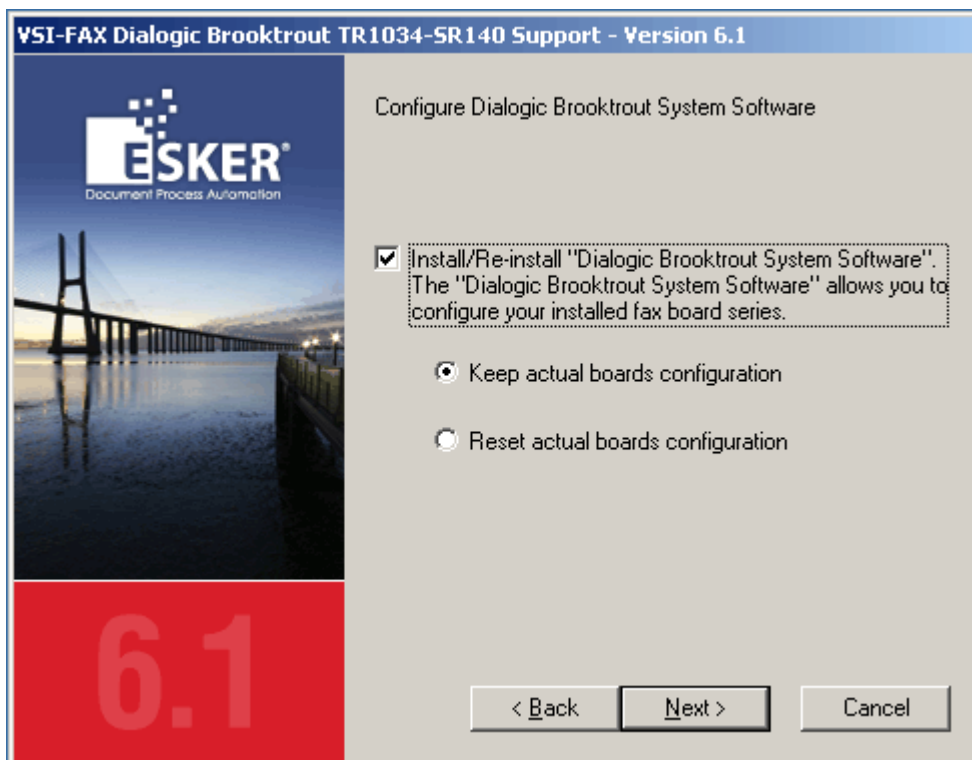 VSI-FAX Dialogic Brooktrout TR1034-SR140 Support - Version 6.1
ESKER®
Document Process Automation
Configure Dialogic Brooktrout System Software
Install/Re-install "Dialogic Brooktrout System Software".
The "Dialogic Brooktrout System Software" allows you to
configure your installed fax board series.
Keep actual boards configuration
Reset actual boards configuration
6.1
< Back
Next >
Cancel